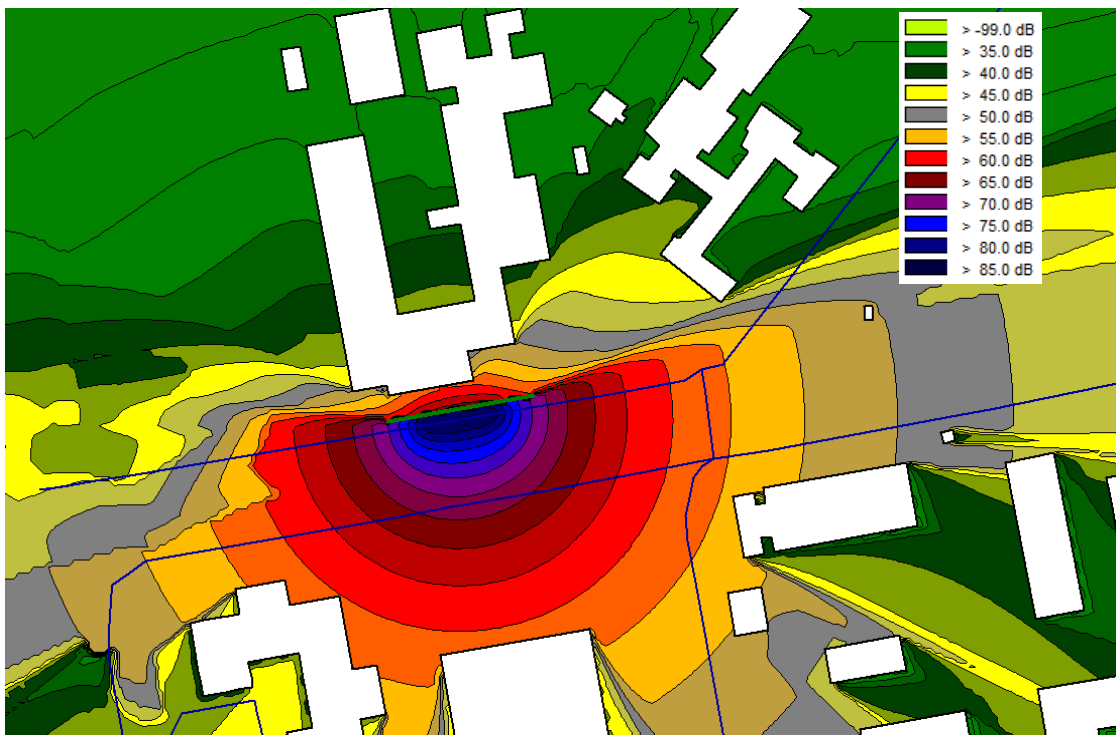 > -99.0 dB
> 35.0 dB
> 40.0 dB
> 45.0 dB
> 50.0 dB
> 55.0 dB
> 60.0 dB
> 65.0 dB
> 70.0 dB
> 75.0 dB
> 80.0 dB
> 85.0 dB